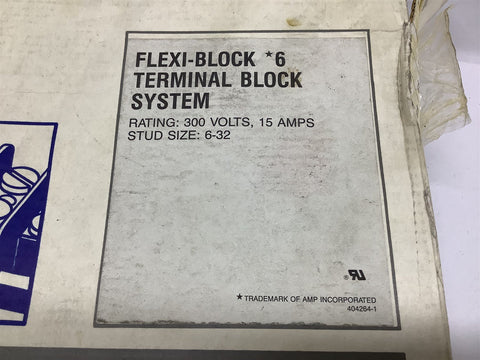 FLEXI-BLOCK *6
TERMINAL BLOCK
SYSTEM
RATING: 300 VOLTS, 15 AMPS
STUD SIZE: 6-32
®
*TRADEMARK OF AMP INCORPORATED
404264-1